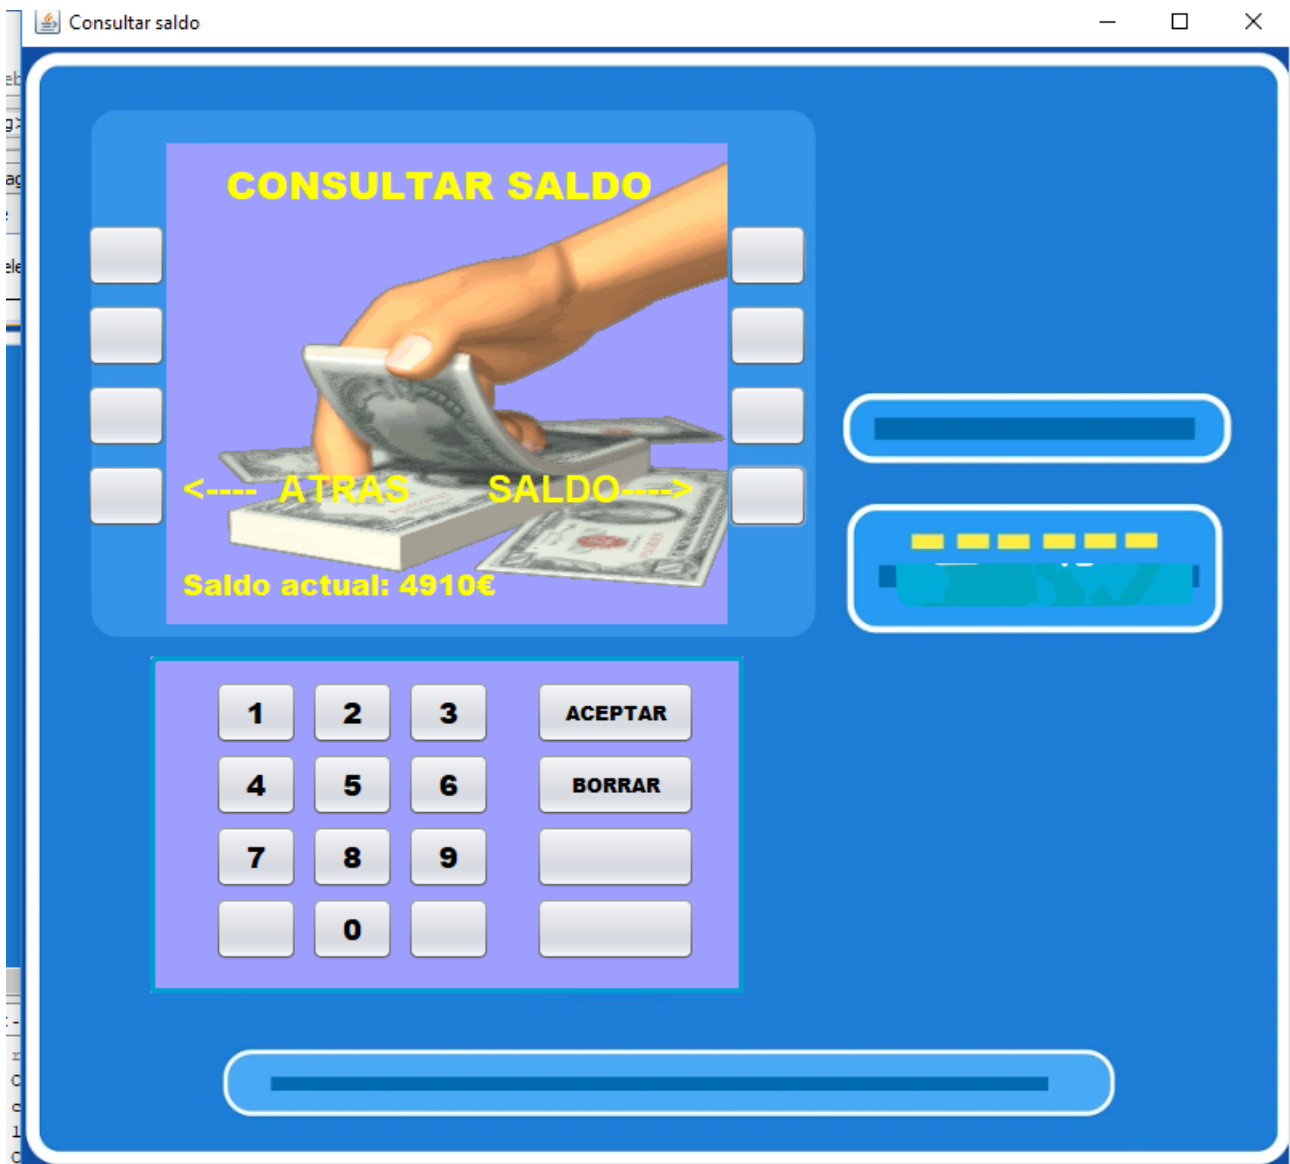 Consultar saldo
CONSULTAR SALDO
<---- ATRAS SALDO---->
Saldo actual: 4910€
1 2 3 ACEPTAR
4 5 6 BORRAR
7 8 9
0